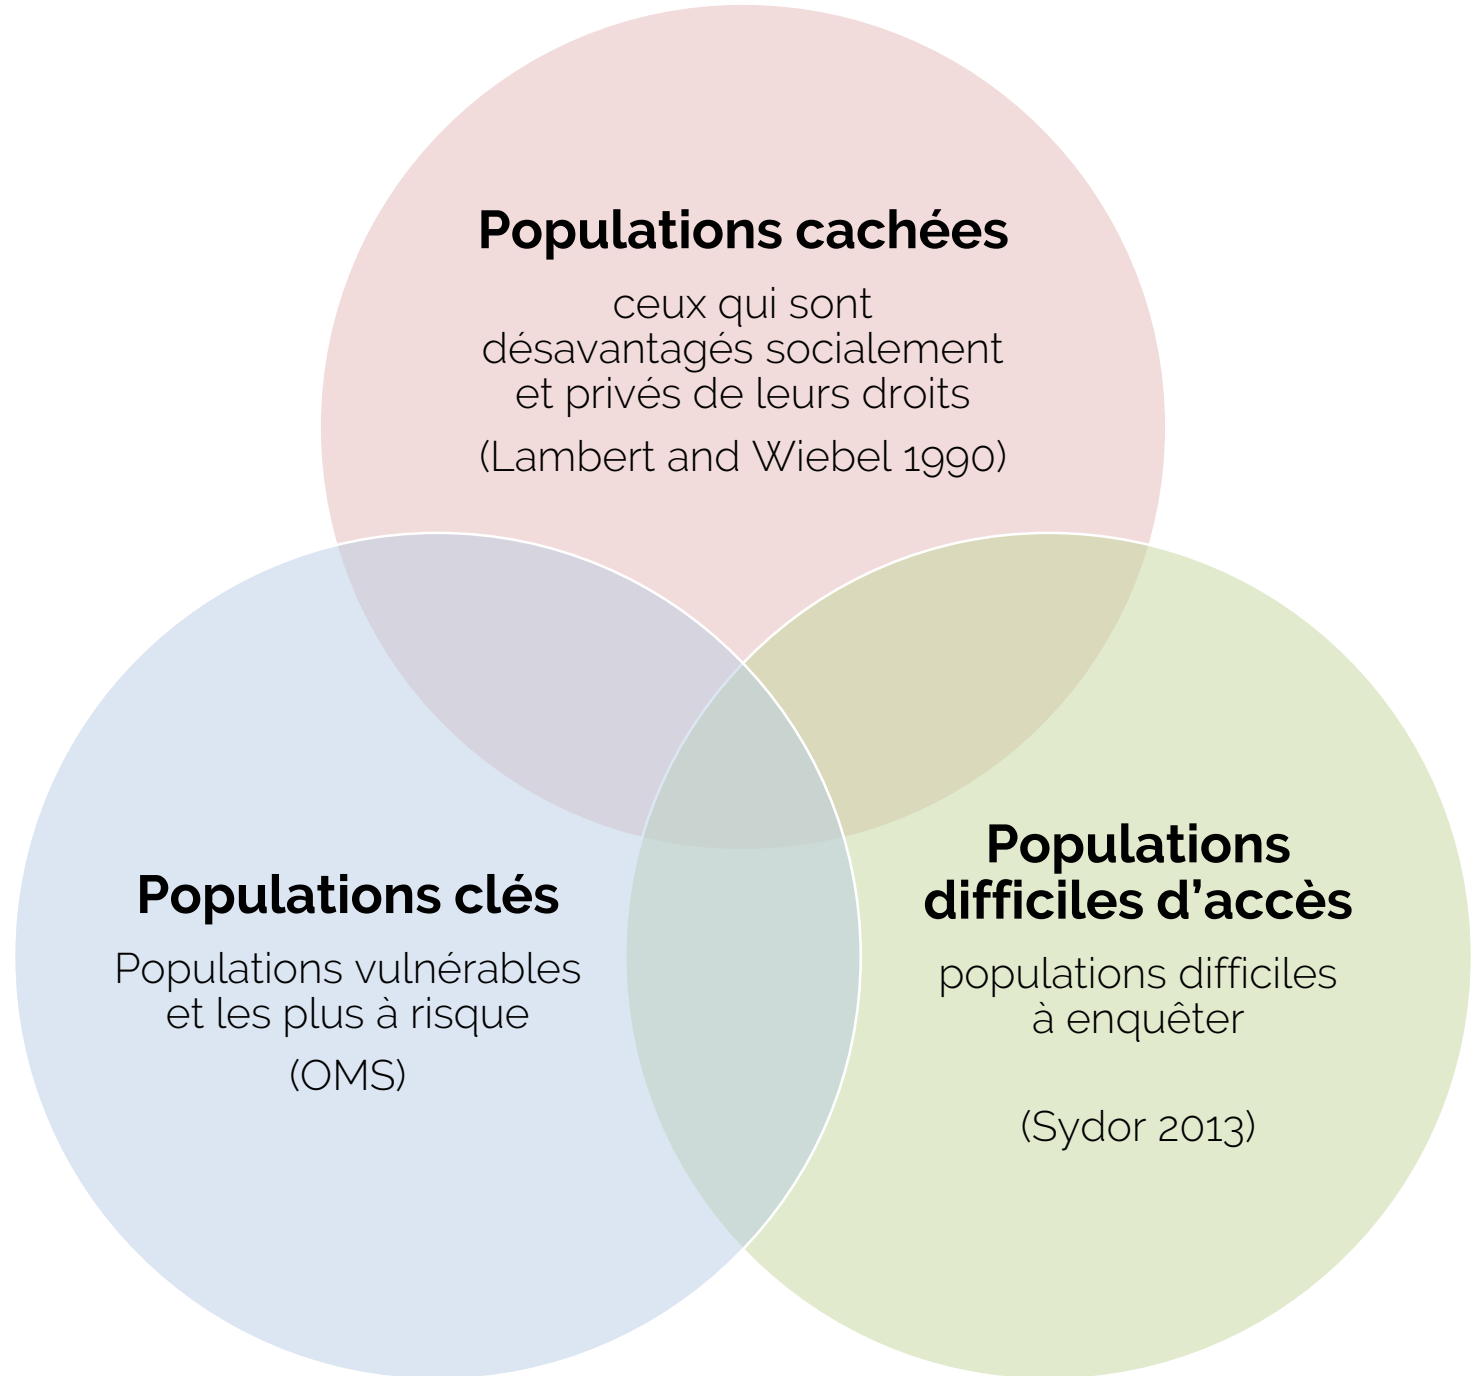 Populations cachées
ceux qui sont
désavantagés socialement
et privés de leurs droits
(Lambert and Wiebel 1990)
Populations clés
Populations vulnérables
et les plus à risque
(OMS)
Populations
difficiles d’accès
populations difficiles
à enquêter
(Sydor 2013)